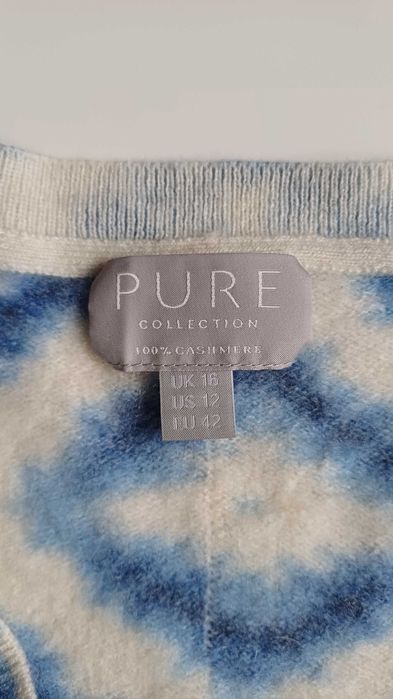 PURE
COLLECTION
100% CASHMERE
UK 16
US 12
EU 42